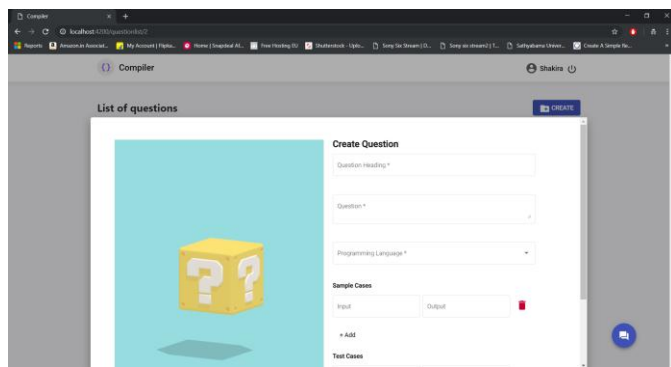 Compiler
localhost:4200/questionlist/2
Reports Amazon.in Associat... My Account | Flipka... Home | Snapdeal Af... Free Hosting EU Shutterstock - Uplo... Sony Six Stream | D... Sony six stream2 | T... Sathyabama Univer... Create A Simple Re...
{} Compiler
Shakira
List of questions
CREATE
Create Question
Question Heading *
Question *
Programming Language *
Sample Cases
Input Output
+ Add
Test Cases